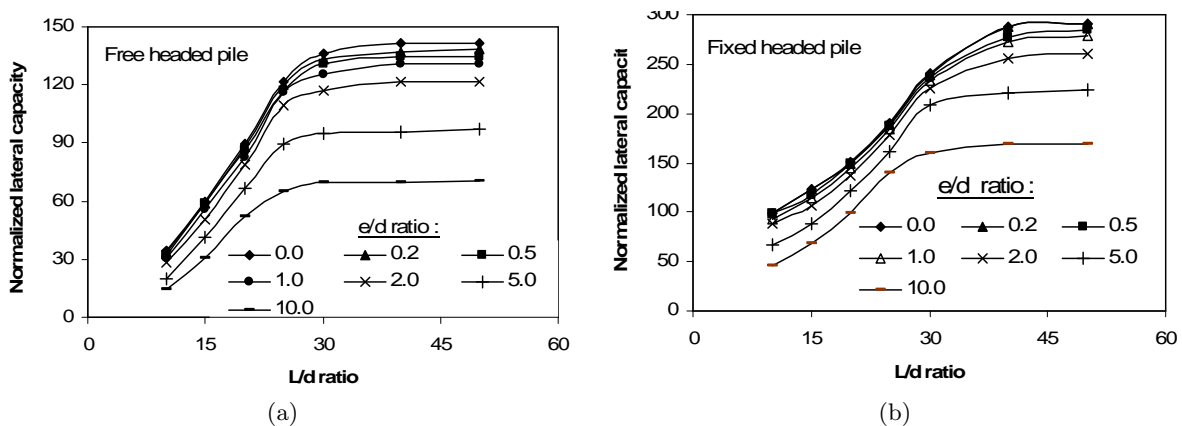 150
120
90
60
30
0
Normalized lateral capacity
Free headed pile
e/d ratio :
0.0 0.2 0.5
1.0 2.0 5.0
10.0
0 15 30 45 60
L/d ratio
(a)
300
250
200
150
100
50
0
Normalized lateral capacit
Fixed headed pile
e/d ratio :
0.0 0.2 0.5
1.0 2.0 5.0
10.0
0 15 30 45 60
L/d ratio
(b)